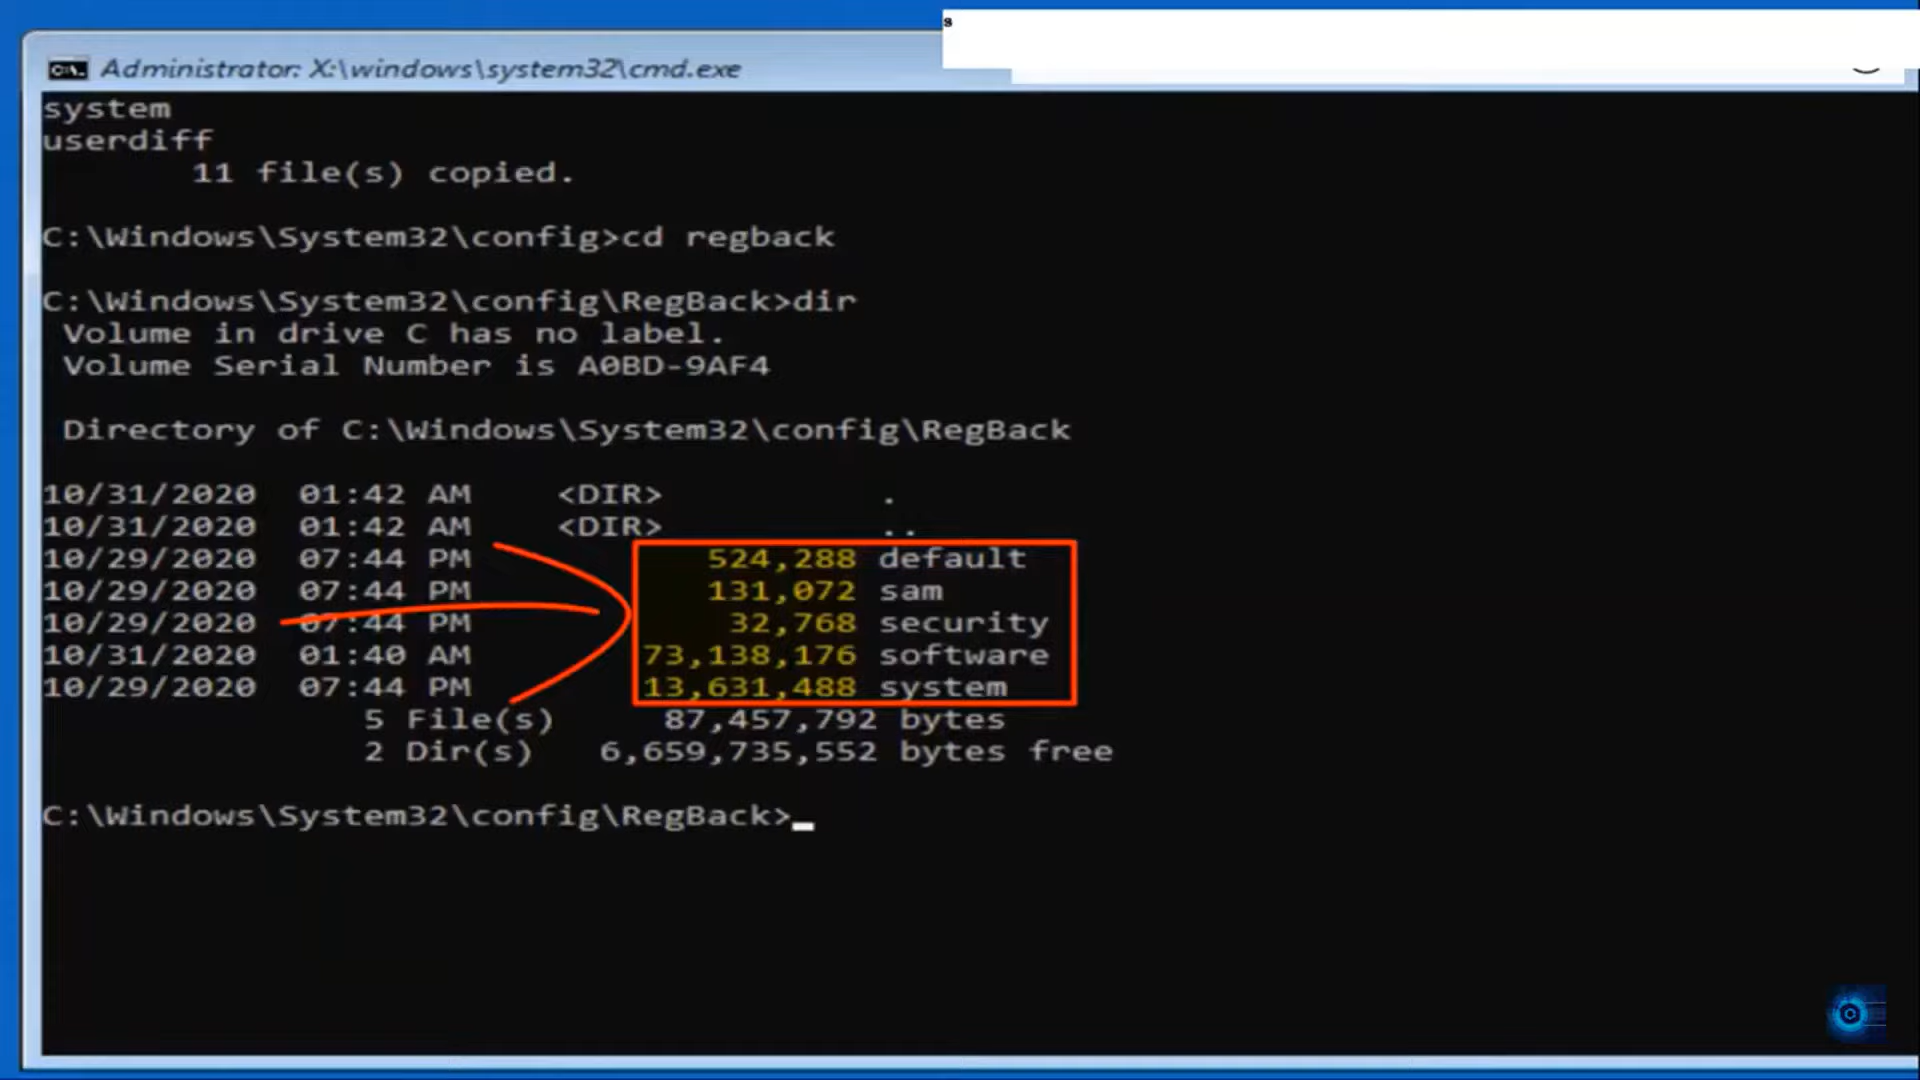 s
Administrator: X:\windows\system32\cmd.exe
system
userdiff
11 file(s) copied.
C:\Windows\System32\config>cd regback
C:\Windows\System32\config\RegBack>dir
Volume in drive C has no label.
Volume Serial Number is A0BD-9AF4
Directory of C:\Windows\System32\config\RegBack
10/31/2020 01:42 AM <DIR> .
10/31/2020 01:42 AM <DIR> ..
10/29/2020 07:44 PM 524,288 default
10/29/2020 07:44 PM 131,072 sam
10/29/2020 07:44 PM 32,768 security
10/31/2020 01:40 AM 73,138,176 software
10/29/2020 07:44 PM 13,631,488 system
5 File(s) 87,457,792 bytes
2 Dir(s) 6,659,735,552 bytes free
C:\Windows\System32\config\RegBack>